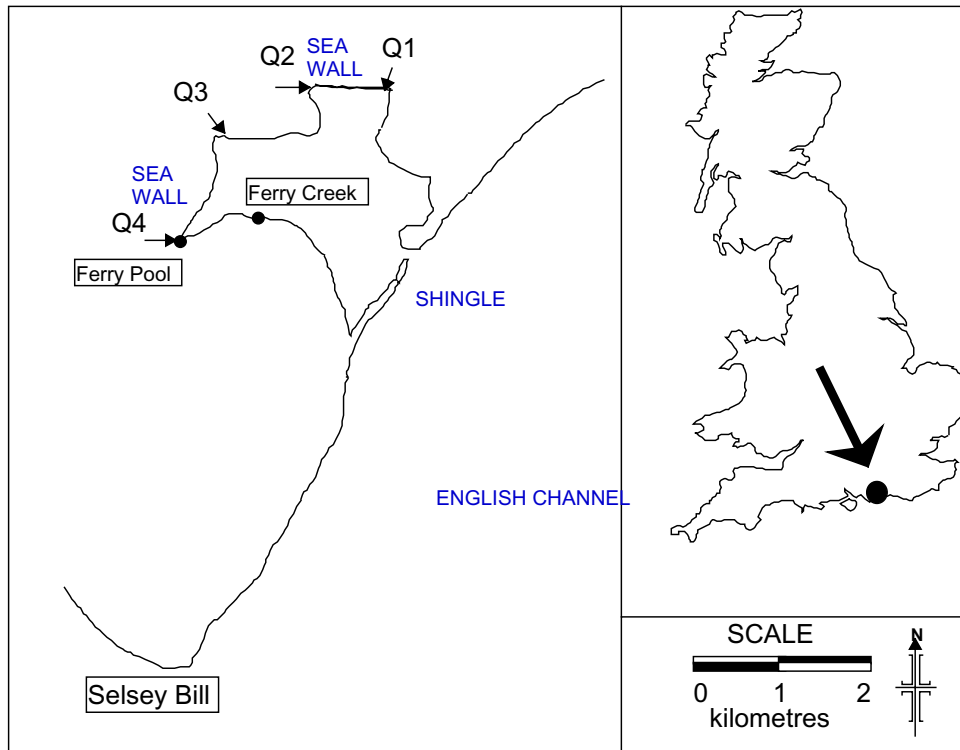 Q2
SEA
WALL
Q1
Q3
SEA
WALL
Ferry Creek
Q4
Ferry Pool
SHINGLE
ENGLISH CHANNEL
Selsey Bill
SCALE
N
0 1 2
kilometres